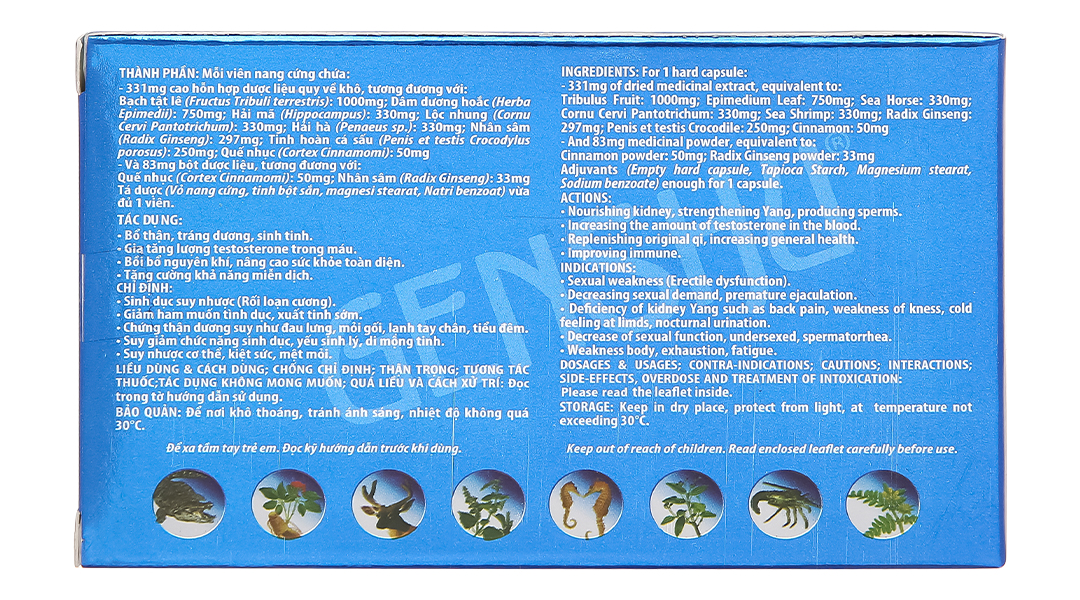 THÀNH PHẦN: Mỗi viên nang cứng chứa:
- 331mg cao hỗn hợp dược liệu quy về khô, tương đương với:
Bạch tật lê (Fructus Tribuli terrestris): 1000mg; Dâm dương hoắc (Herba
Epimedii): 750mg; Hải mã (Hippocampus): 330mg; Lộc nhung (Cornu
Cervi Pantotrichum): 330mg; Hải hà (Penaeus sp.): 330mg; Nhân sâm
(Radix Ginseng): 297mg; Tinh hoàn cá sấu (Penis et testis Crocodylus
porosus): 250mg; Quế nhục (Cortex Cinnamomi): 50mg
- Và 83mg bột dược liệu, tương đương với:
Quế nhục (Cortex Cinnamomi): 50mg; Nhân sâm (Radix Ginseng): 33mg
Tá dược (Vỏ nang cứng, tinh bột sắn, magnesi stearat, Natri benzoat) vừa
đủ 1 viên.
TÁC DỤNG:
• Bổ thận, tráng dương, sinh tinh.
• Gia tăng lượng testosterone trong máu.
• Bồi bổ nguyên khí, nâng cao sức khỏe toàn diện.
• Tăng cường khả năng miễn dịch.
CHỈ ĐỊNH:
• Sinh dục suy nhược (Rối loạn cương).
• Giảm ham muốn tình dục, xuất tinh sớm.
• Chứng thận dương suy như đau lưng, mỏi gối, lạnh tay chân, tiểu đêm.
• Suy giảm chức năng sinh dục, yếu sinh lý, di mộng tinh.
• Suy nhược cơ thể, kiệt sức, mệt mỏi.
LIỀU DÙNG & CÁCH DÙNG; CHỐNG CHỈ ĐỊNH; THẬN TRỌNG; TƯƠNG TÁC
THUỐC;TÁC DỤNG KHÔNG MONG MUỐN; QUÁ LIỀU VÀ CÁCH XỬ TRÍ: Đọc
trong tờ hướng dẫn sử dụng.
BẢO QUẢN: Để nơi khô thoáng, tránh ánh sáng, nhiệt độ không quá
30°C.
Để xa tầm tay trẻ em. Đọc kỹ hướng dẫn trước khi dùng.
INGREDIENTS: For 1 hard capsule:
- 331mg of dried medicinal extract, equivalent to:
Tribulus Fruit: 1000mg; Epimedium Leaf: 750mg; Sea Horse: 330mg;
Cornu Cervi Pantotrichum: 330mg; Sea Shrimp: 330mg; Radix Ginseng:
297mg; Penis et testis Crocodile: 250mg; Cinnamon: 50mg
- And 83mg medicinal powder, equivalent to:
Cinnamon powder: 50mg; Radix Ginseng powder: 33mg
Adjuvants (Empty hard capsule, Tapioca Starch, Magnesium stearat,
Sodium benzoate) enough for 1 capsule.
ACTIONS:
• Nourishing kidney, strengthening Yang, producing sperms.
• Increasing the amount of testosterone in the blood.
• Replenishing original qi, increasing general health.
• Improving immune.
INDICATIONS:
• Sexual weakness (Erectile dysfunction).
• Decreasing sexual demand, premature ejaculation.
• Deficiency of kidney Yang such as back pain, weakness of kness, cold
feeling at limds, nocturnal urination.
• Decrease of sexual function, undersexed, spermatorrhea.
• Weakness body, exhaustion, fatigue.
DOSAGES & USAGES; CONTRA-INDICATIONS; CAUTIONS; INTERACTIONS;
SIDE-EFFECTS, OVERDOSE AND TREATMENT OF INTOXICATION:
Please read the leaflet inside.
STORAGE: Keep in dry place, protect from light, at temperature not
exceeding 30°C.
Keep out of reach of children. Read enclosed leaflet carefully before use.